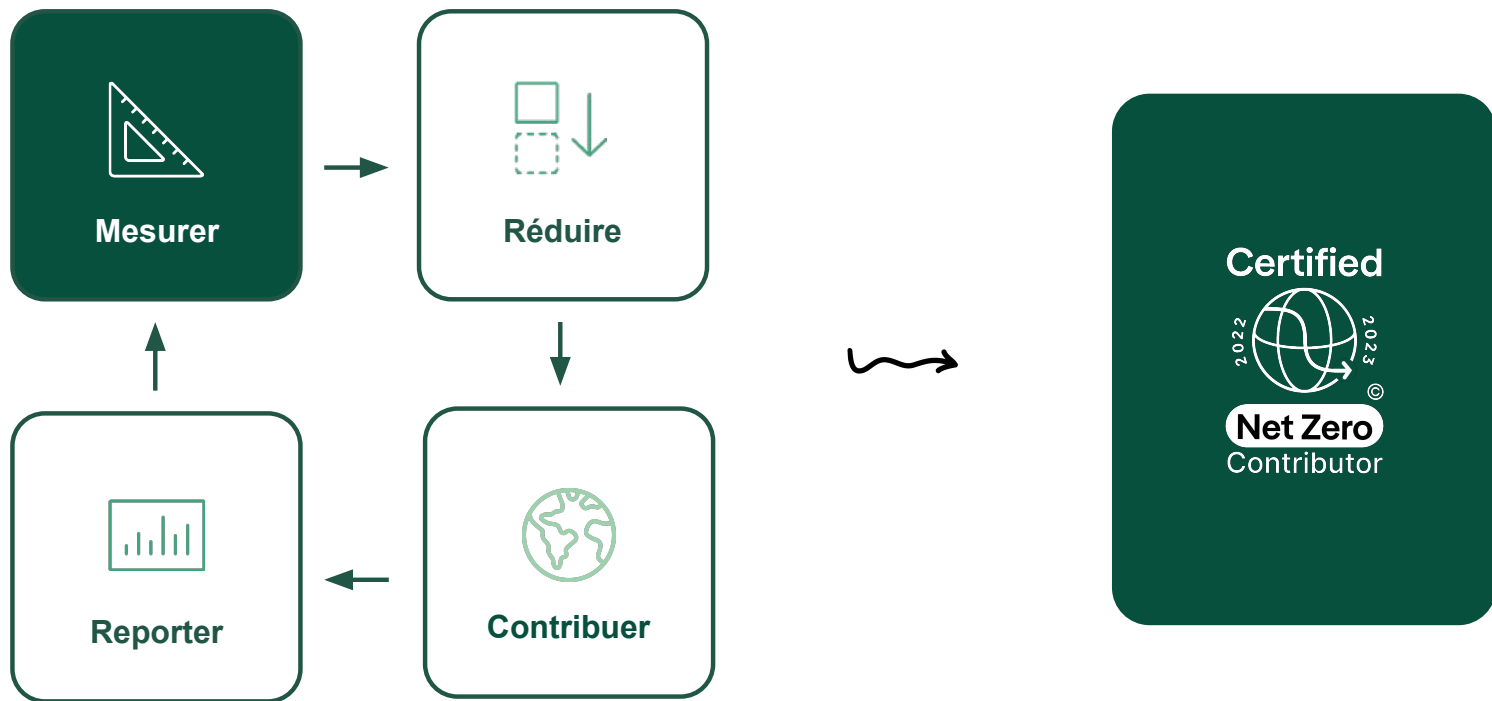 Mesurer
Réduire
Reporter
Contribuer
Certified
2022
2023
©
Net Zero
Contributor